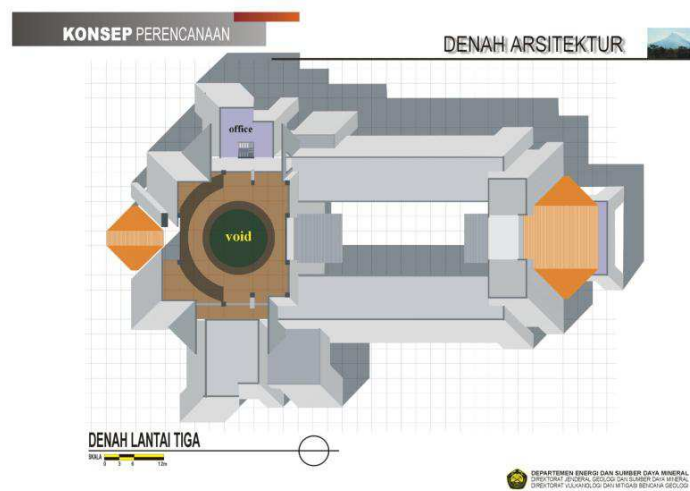 KONSEP PERENCANAAN
DENAH ARSITEKTUR
office
void
DENAH LANTAI TIGA
SKALA 0 3 6 12m
DEPARTEMEN ENERGI DAN SUMBER DAYA MINERAL
DIREKTORAT JENDERAL GEOLOGI DAN SUMBER DAYA MINERAL
DIREKTORAT VULKANOLOGI DAN MITIGASI BENCANA GEOLOGI